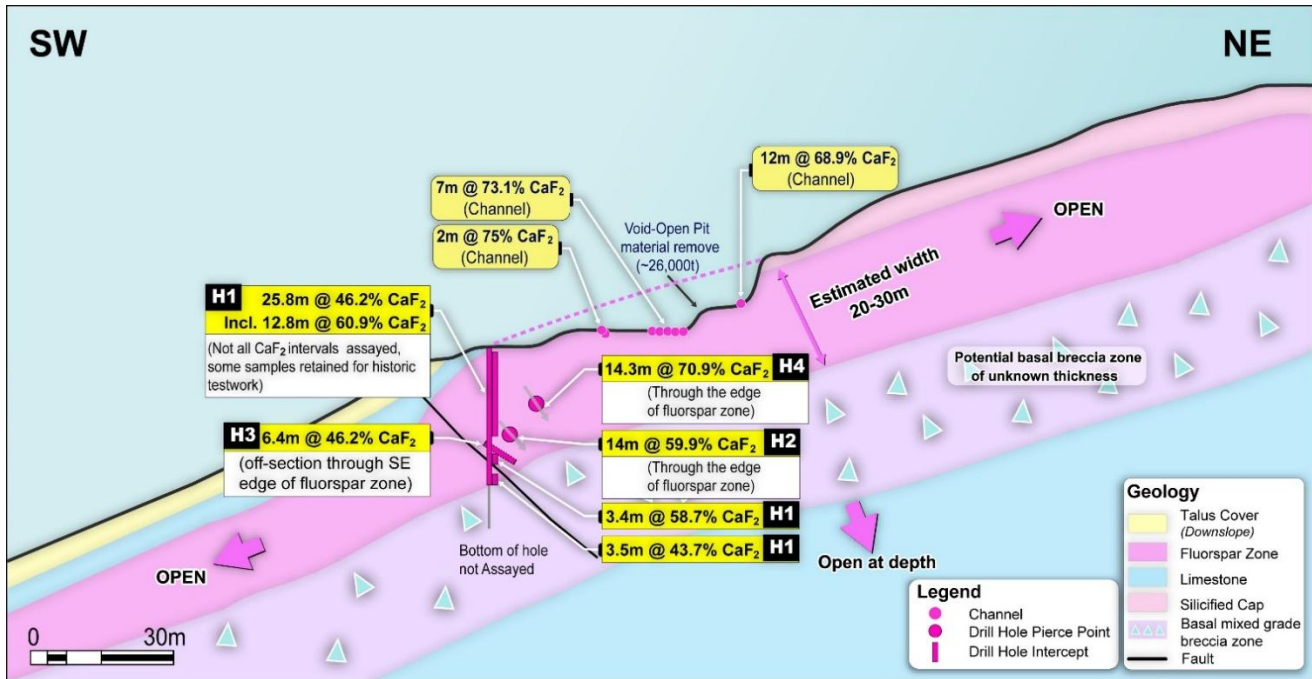 SW
NE
12m @ 68.9% CaF₂
(Channel)
7m @ 73.1% CaF₂
(Channel)
2m @ 75% CaF₂
(Channel)
Void-Open Pit
material remove
(~26,000t)
OPEN
Estimated width
20-30m
H1
25.8m @ 46.2% CaF₂
Incl. 12.8m @ 60.9% CaF₂
(Not all CaF₂ intervals assayed,
some samples retained for historic
testwork)
14.3m @ 70.9% CaF₂ H4
(Through the edge
of fluorspar zone)
Potential basal breccia zone
of unknown thickness
H3 6.4m @ 46.2% CaF₂
(off-section through SE
edge of fluorspar zone)
14m @ 59.9% CaF₂ H2
(Through the edge
of fluorspar zone)
3.4m @ 58.7% CaF₂ H1
3.5m @ 43.7% CaF₂ H1
Bottom of hole
not Assayed
OPEN
Open at depth
0 30m
Legend
Channel
Drill Hole Pierce Point
Drill Hole Intercept
Geology
Talus Cover
(Downslope)
Fluorspar Zone
Limestone
Silicified Cap
Basal mixed grade
breccia zone
Fault